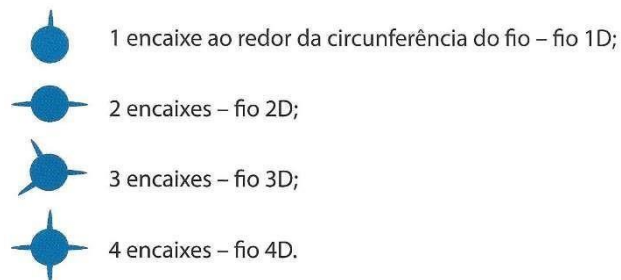 1 encaixe ao redor da circunferência do fio – fio 1D;
2 encaixes – fio 2D;
3 encaixes – fio 3D;
4 encaixes – fio 4D.